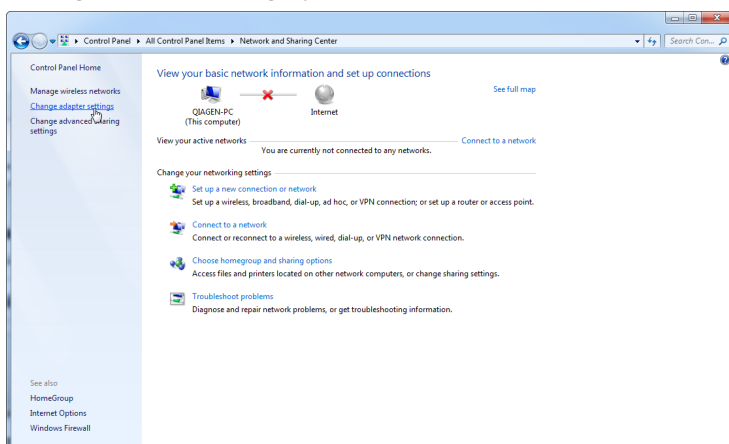 Control Panel ▸ All Control Panel Items ▸ Network and Sharing Center
Search Con...
Control Panel Home
Manage wireless networks
Change adapter settings
Change advanced sharing
settings
See also
HomeGroup
Internet Options
Windows Firewall
View your basic network information and set up connections
See full map
QIAGEN-PC
(This computer)
Internet
View your active networks
Connect to a network
You are currently not connected to any networks.
Change your networking settings
Set up a new connection or network
Set up a wireless, broadband, dial-up, ad hoc, or VPN connection; or set up a router or access point.
Connect to a network
Connect or reconnect to a wireless, wired, dial-up, or VPN network connection.
Choose homegroup and sharing options
Access files and printers located on other network computers, or change sharing settings.
Troubleshoot problems
Diagnose and repair network problems, or get troubleshooting information.